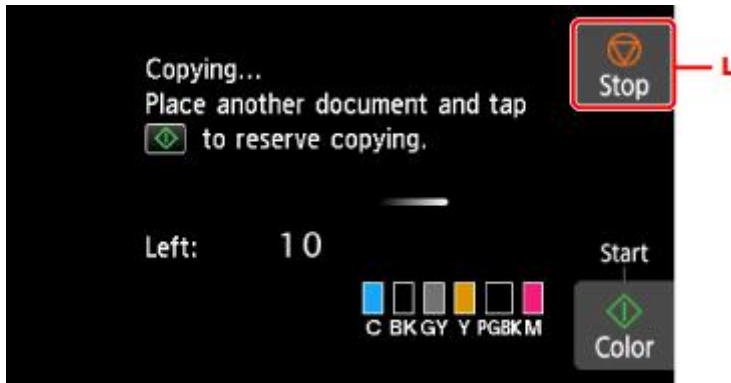 Copying...
Stop
L
Place another document and tap
to reserve copying.
Left: 10
Start
C BK GY Y PGBK M
Color